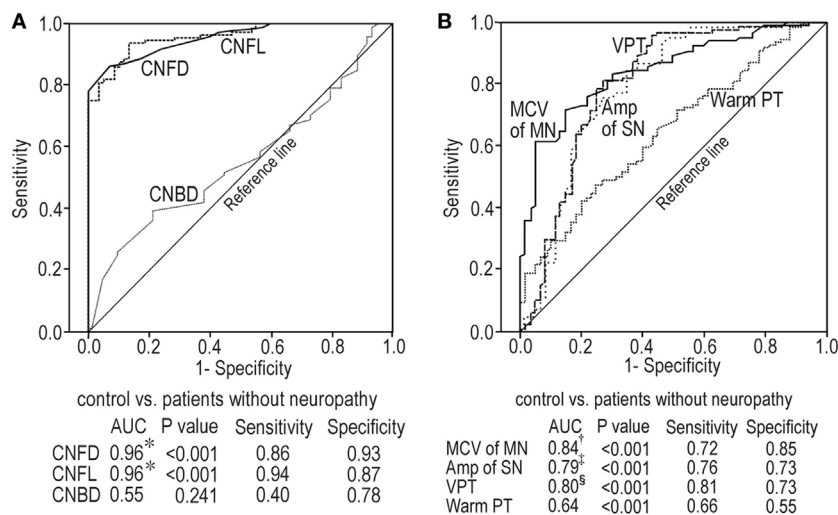 A
1.0
0.8
0.6
0.4
0.2
0.0
Sensitivity
CNFL
CNFD
CNBD
Reference line
0.0 0.2 0.4 0.6 0.8 1.0
1- Specificity
control vs. patients without neuropathy
AUC P value Sensitivity Specificity
CNFD 0.96* <0.001 0.86 0.93
CNFL 0.96* <0.001 0.94 0.87
CNBD 0.55 0.241 0.40 0.78
B
1.0
0.8
0.6
0.4
0.2
0.0
Sensitivity
VPT
MCV
of MN
Amp
of SN
Warm PT
Reference line
0.0 0.2 0.4 0.6 0.8 1.0
1- Specificity
control vs. patients without neuropathy
AUC P value Sensitivity Specificity
MCV of MN 0.84† <0.001 0.72 0.85
Amp of SN 0.79‡ <0.001 0.76 0.73
VPT 0.80§ <0.001 0.81 0.73
Warm PT 0.64 <0.001 0.66 0.55